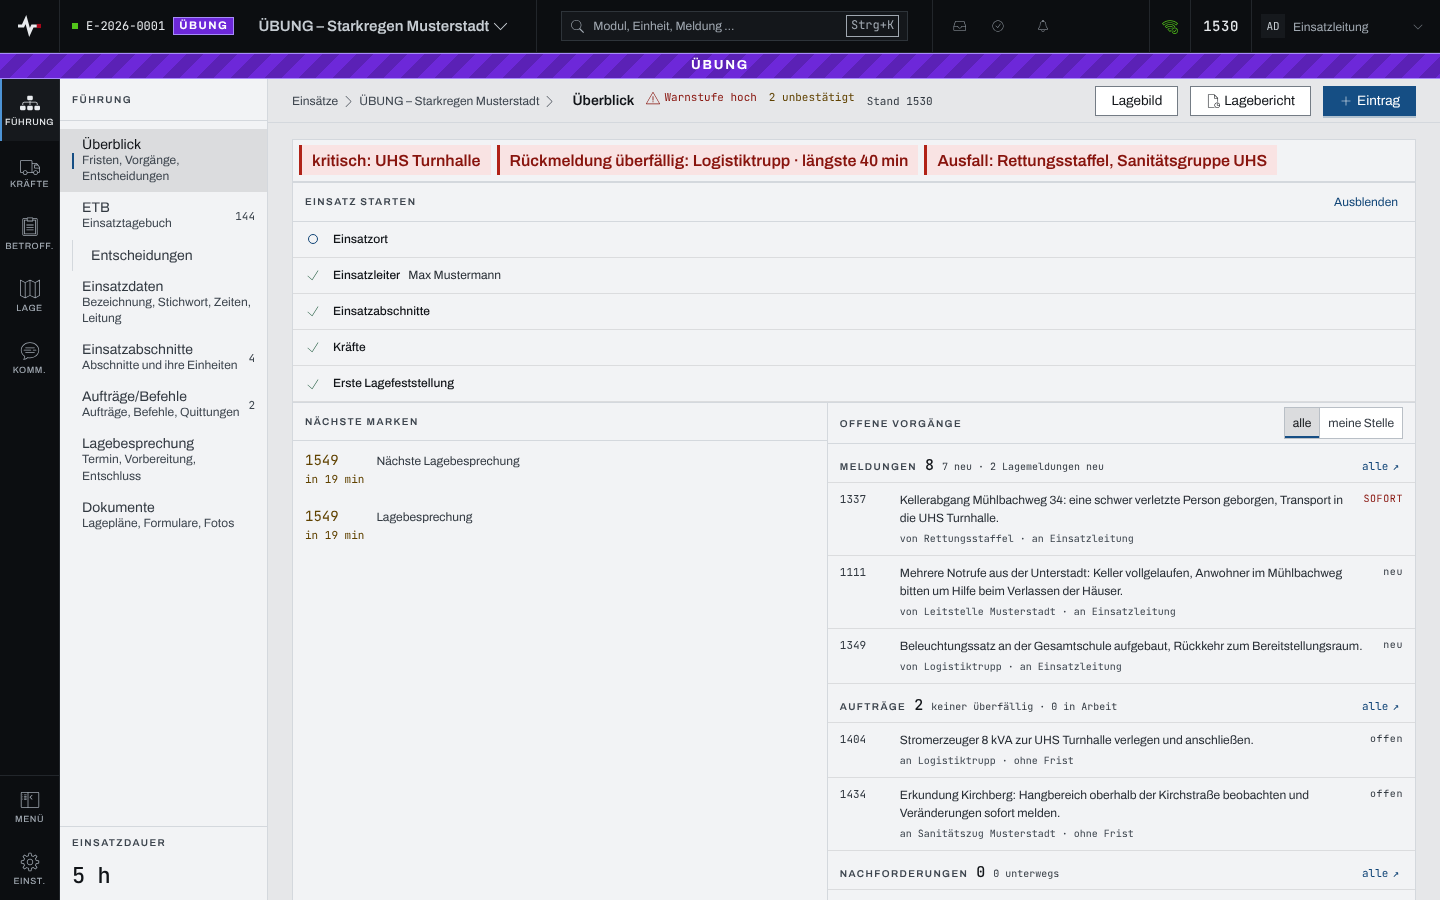 E-2026-0001 ÜBUNG ÜBUNG – Starkregen Musterstadt Modul, Einheit, Meldung ... Strg+K 1530 AD Einsatzleitung
ÜBUNG
FÜHRUNG
KRÄFTE
BETROFF.
LAGE
KOMM.
MENÜ
EINST.
FÜHRUNG
Überblick
Fristen, Vorgänge,
Entscheidungen
ETB
Einsatztagebuch
144
Entscheidungen
Einsatzdaten
Bezeichnung, Stichwort, Zeiten,
Leitung
Einsatzabschnitte
Abschnitte und ihre Einheiten
4
Aufträge/Befehle
Aufträge, Befehle, Quittungen
2
Lagebesprechung
Termin, Vorbereitung,
Entschluss
Dokumente
Lagepläne, Formulare, Fotos
EINSATZDAUER
5 h
Einsätze ÜBUNG – Starkregen Musterstadt Überblick Warnstufe hoch 2 unbestätigt Stand 1530 Lagebild Lagebericht + Eintrag
kritisch: UHS Turnhalle Rückmeldung überfällig: Logistiktrupp · längste 40 min Ausfall: Rettungsstaffel, Sanitätsgruppe UHS
EINSATZ STARTEN Ausblenden
Einsatzort
Einsatzleiter Max Mustermann
Einsatzabschnitte
Kräfte
Erste Lagefeststellung
NÄCHSTE MARKEN
1549 Nächste Lagebesprechung
in 19 min
1549 Lagebesprechung
in 19 min
OFFENE VORGÄNGE alle meine Stelle
MELDUNGEN 8 7 neu · 2 Lagemeldungen neu alle ↗
1337 Kellerabgang Mühlbachweg 34: eine schwer verletzte Person geborgen, Transport in SOFORT
die UHS Turnhalle.
von Rettungsstaffel · an Einsatzleitung
1111 Mehrere Notrufe aus der Unterstadt: Keller vollgelaufen, Anwohner im Mühlbachweg neu
bitten um Hilfe beim Verlassen der Häuser.
von Leitstelle Musterstadt · an Einsatzleitung
1349 Beleuchtungssatz an der Gesamtschule aufgebaut, Rückkehr zum Bereitstellungsraum. neu
von Logistiktrupp · an Einsatzleitung
AUFTRÄGE 2 keiner überfällig · 0 in Arbeit alle ↗
1404 Stromerzeuger 8 kVA zur UHS Turnhalle verlegen und anschließen. offen
an Logistiktrupp · ohne Frist
1434 Erkundung Kirchberg: Hangbereich oberhalb der Kirchstraße beobachten und offen
Veränderungen sofort melden.
an Sanitätszug Musterstadt · ohne Frist
NACHFORDERUNGEN 0 0 unterwegs alle ↗